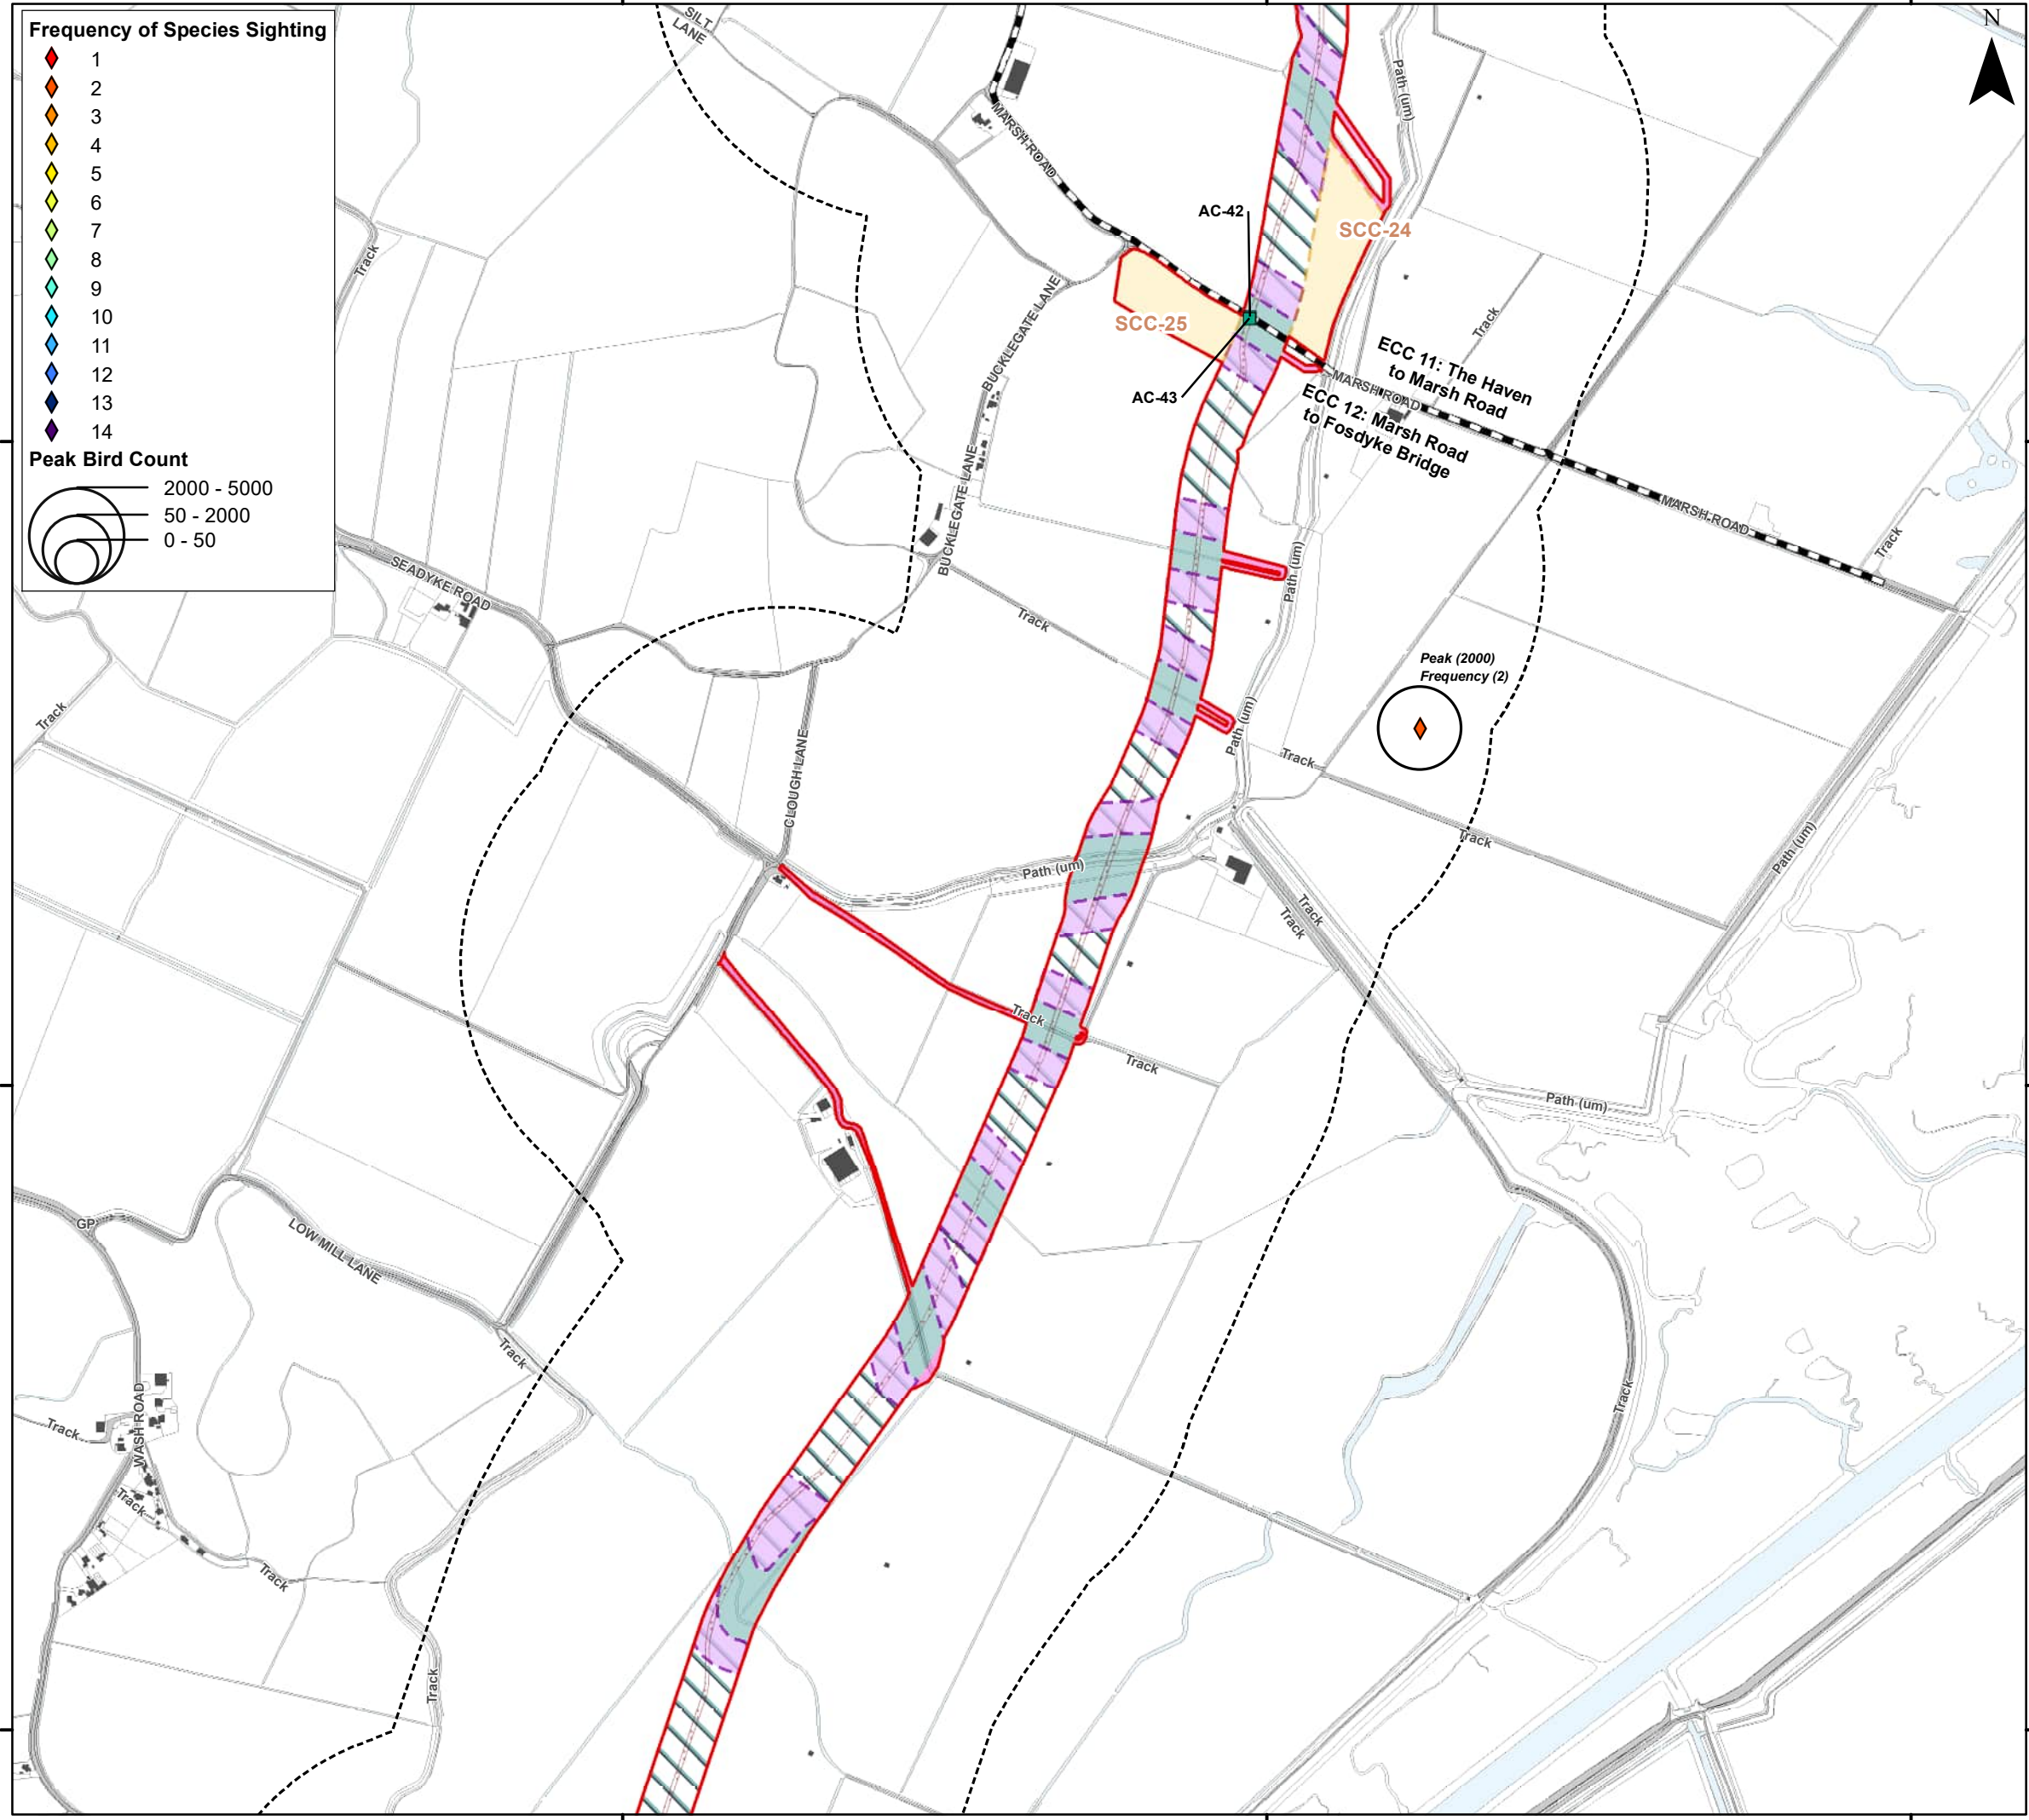 Frequency of Species Sighting
1
2
3
4
5
6
7
8
9
10
11
12
13
14
Peak Bird Count
2000 - 5000
50 - 2000
0 - 50
N
SILT
LANE
MARSH ROAD
Path (um)
AC-42
SCC-24
Track
SCC-25
BUCKLEGATE LANE
Track
AC-43
ECC 11: The Haven
to Marsh Road
MARSH ROAD
ECC 12: Marsh Road
to Fosdyke Bridge
BUCKLEGATE LANE
MARSH ROAD
Track
SEADYKE ROAD
Path (um)
Track
Peak (2000)
Frequency (2)
Track
Path (um)
Track
CLOUGH LANE
Track
Path (um)
Path (um)
Track
Track
Track
Track
Path (um)
GP
LOW MILL LANE
Track
Track
WASH ROAD
Track
Track
Track
Track